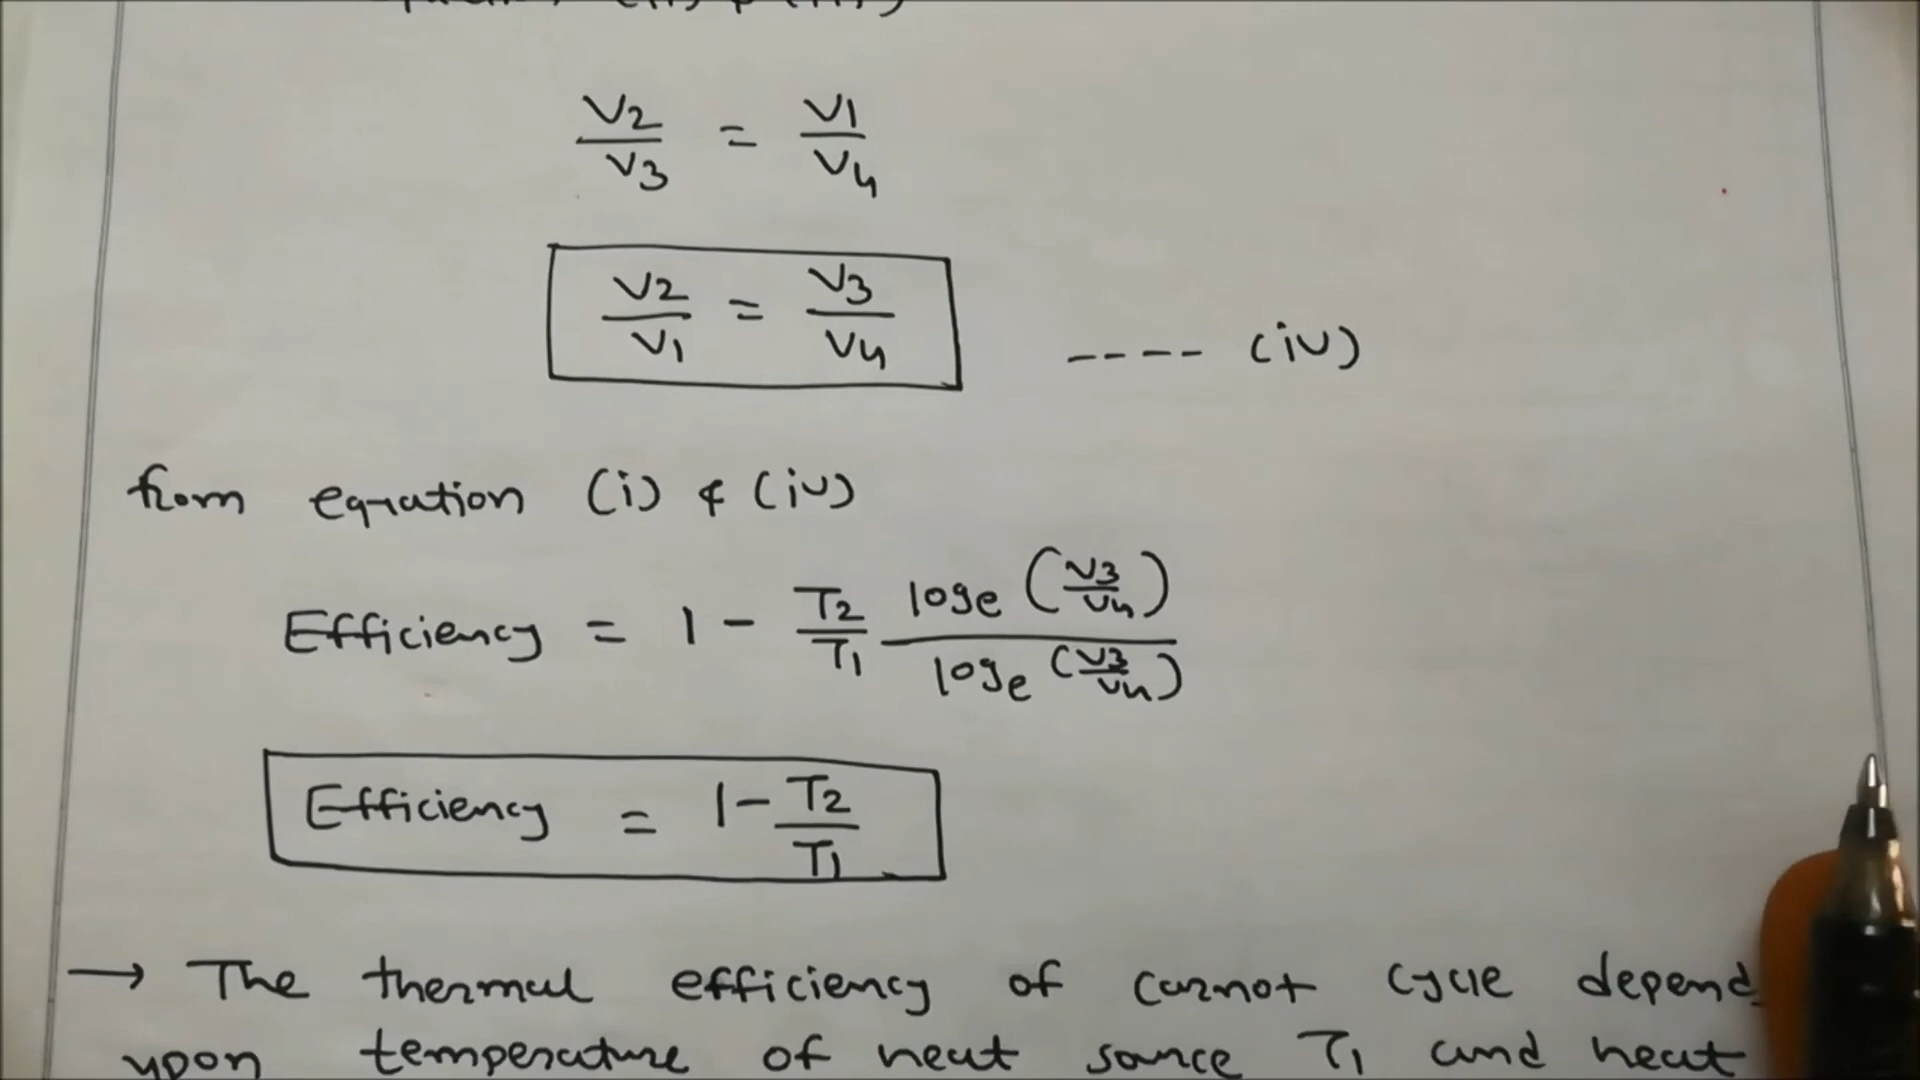 V2/V3 = V1/V4
V2/V1 = V3/V4 ---- (iv)
from equation (i) & (iv)
Efficiency = 1 - T2/T1 loge (V3/V4) / loge (V3/V4)
Efficiency = 1 - T2/T1
→ The thermal efficiency of carnot cycle depend
upon temperature of heat source T1 and heat